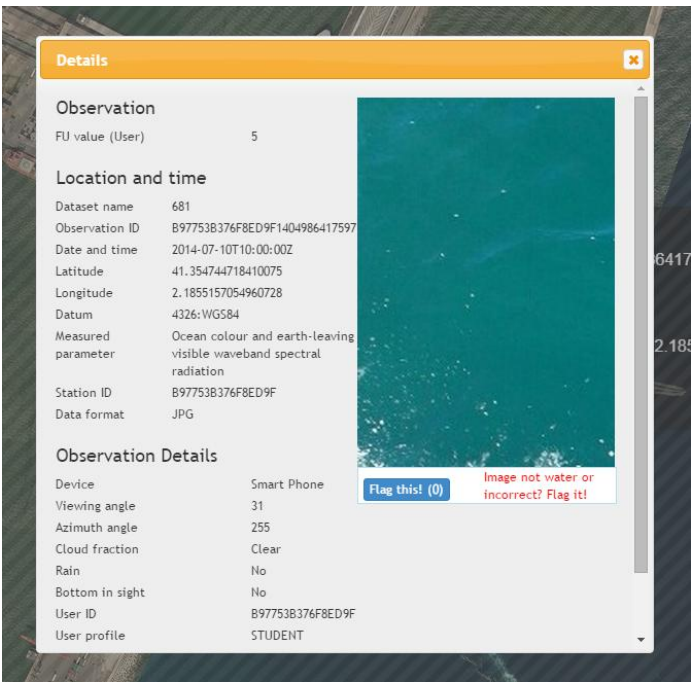 Details
Observation
FU value (User) 5
Location and time
Dataset name 681
Observation ID B97753B376F8ED9F1404986417597
Date and time 2014-07-10T10:00:00Z
Latitude 41.354744718410075
Longitude 2.1855157054960728
Datum 4326:WGS84
Measured Ocean colour and earth-leaving
parameter visible waveband spectral
radiation
Station ID B97753B376F8ED9F
Data format JPG
Flag this! (0)
Image not water or
incorrect? Flag it!
Observation Details
Device Smart Phone
Viewing angle 31
Azimuth angle 255
Cloud fraction Clear
Rain No
Bottom in sight No
User ID B97753B376F8ED9F
User profile STUDENT
6417
2.185